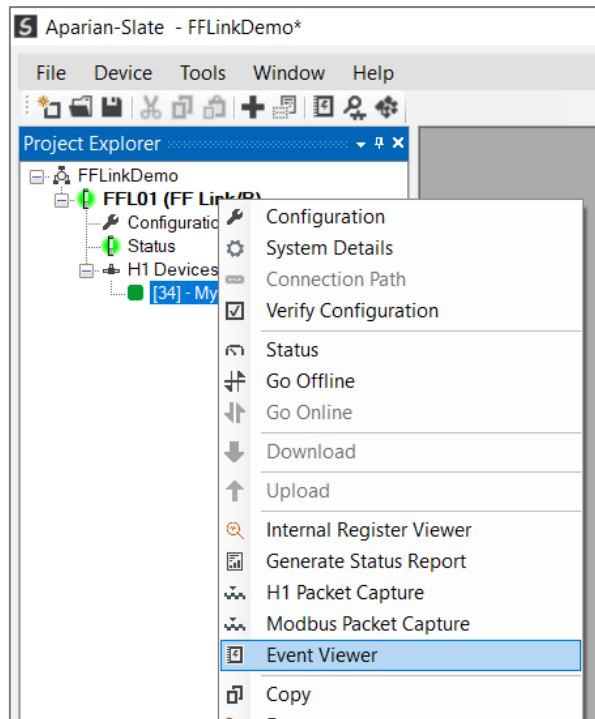 S Aparian-Slate - FFLinkDemo*
File Device Tools Window Help
Project Explorer
FFLinkDemo
FFL01 (FF Link/B)
Configuration
System Details
Connection Path
Verify Configuration
Status
Go Offline
Go Online
Download
Upload
Internal Register Viewer
Generate Status Report
H1 Packet Capture
Modbus Packet Capture
Event Viewer
Copy
Configuratio
Status
H1 Devices
[34] - My